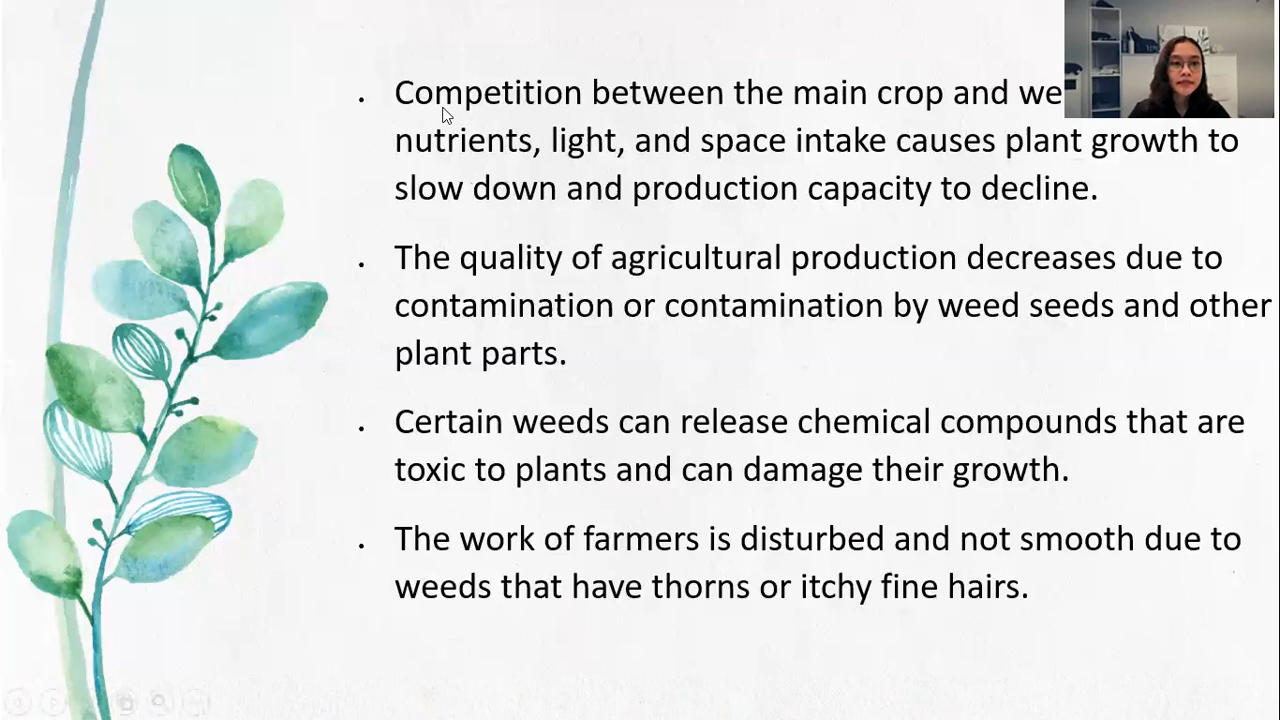 Competition between the main crop and
nutrients, light, and space intake causes plant growth to
slow down and production capacity to decline.
The quality of agricultural production decreases due to
contamination or contamination by weed seeds and other
plant parts.
Certain weeds can release chemical compounds that are
toxic to plants and can damage their growth.
The work of farmers is disturbed and not smooth due to
weeds that have thorns or itchy fine hairs.